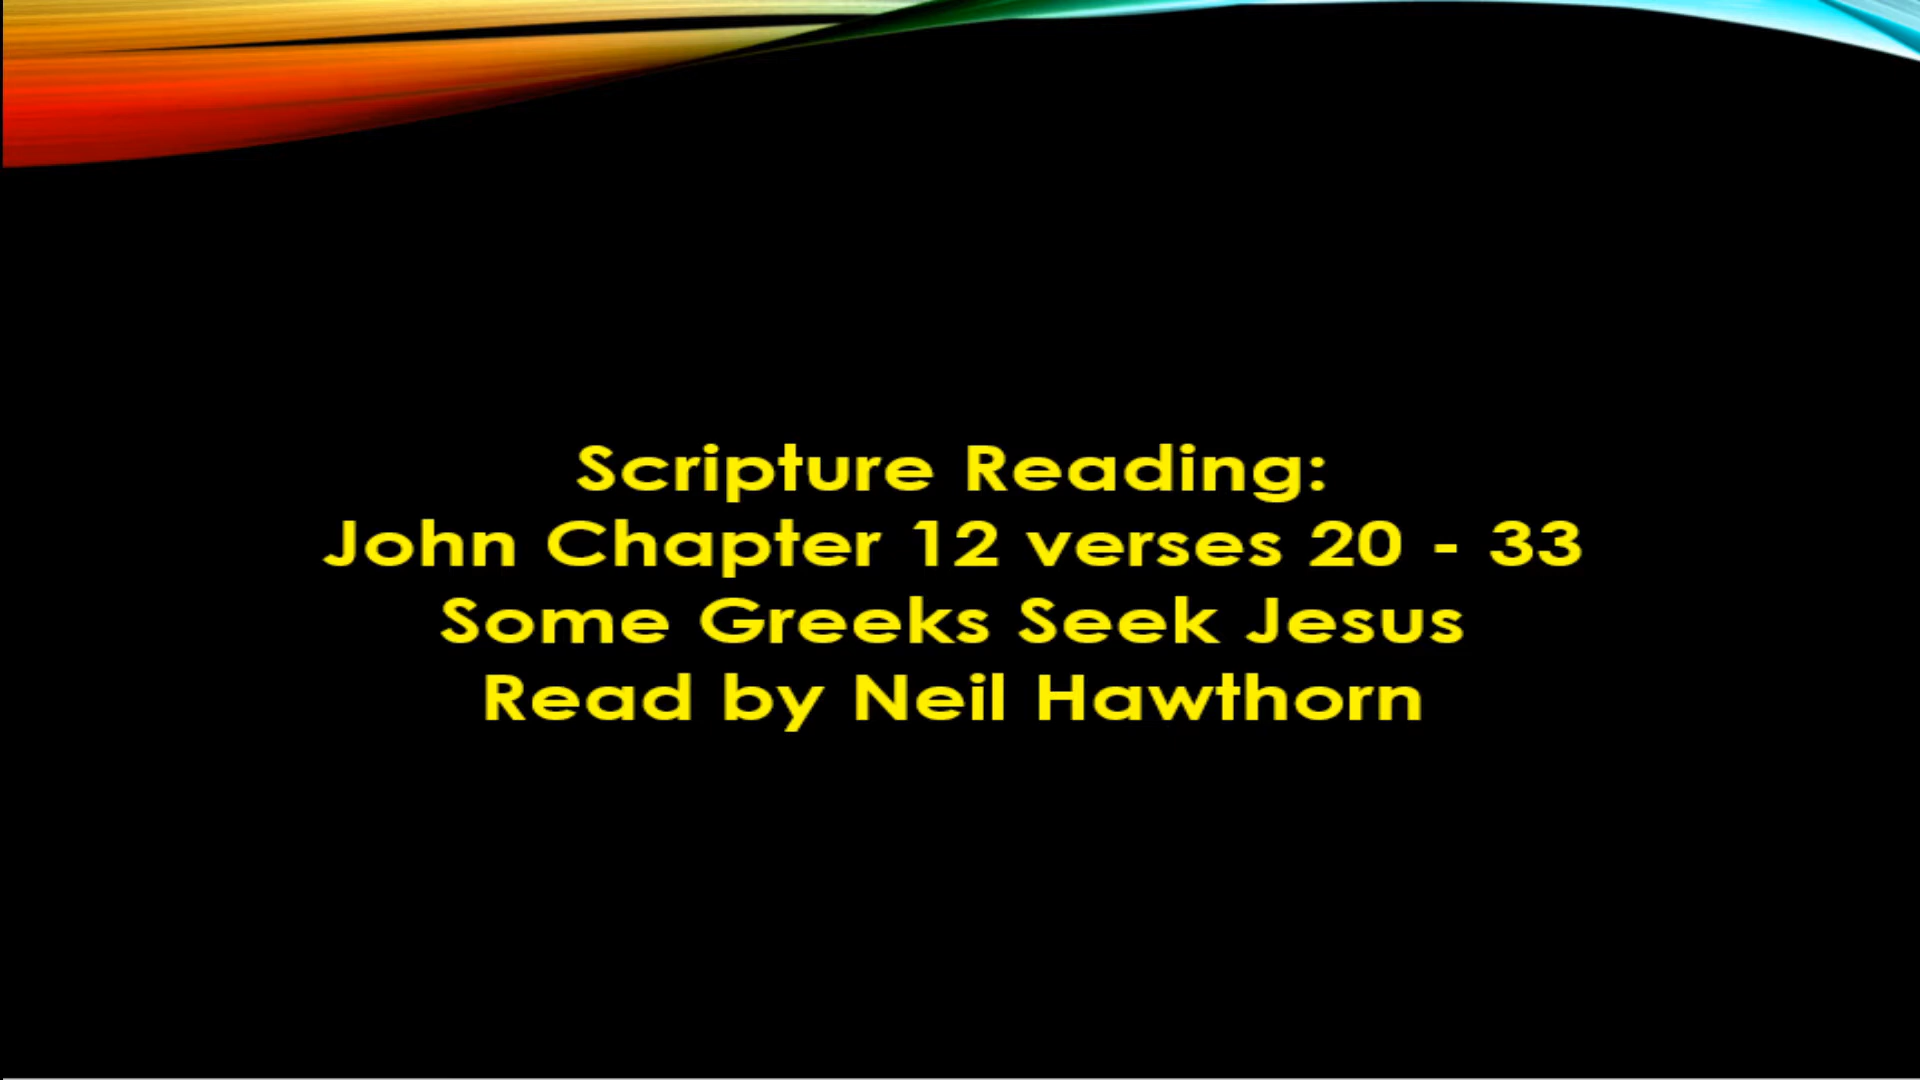 Scripture Reading:
John Chapter 12 verses 20 - 33
Some Greeks Seek Jesus
Read by Neil Hawthorn